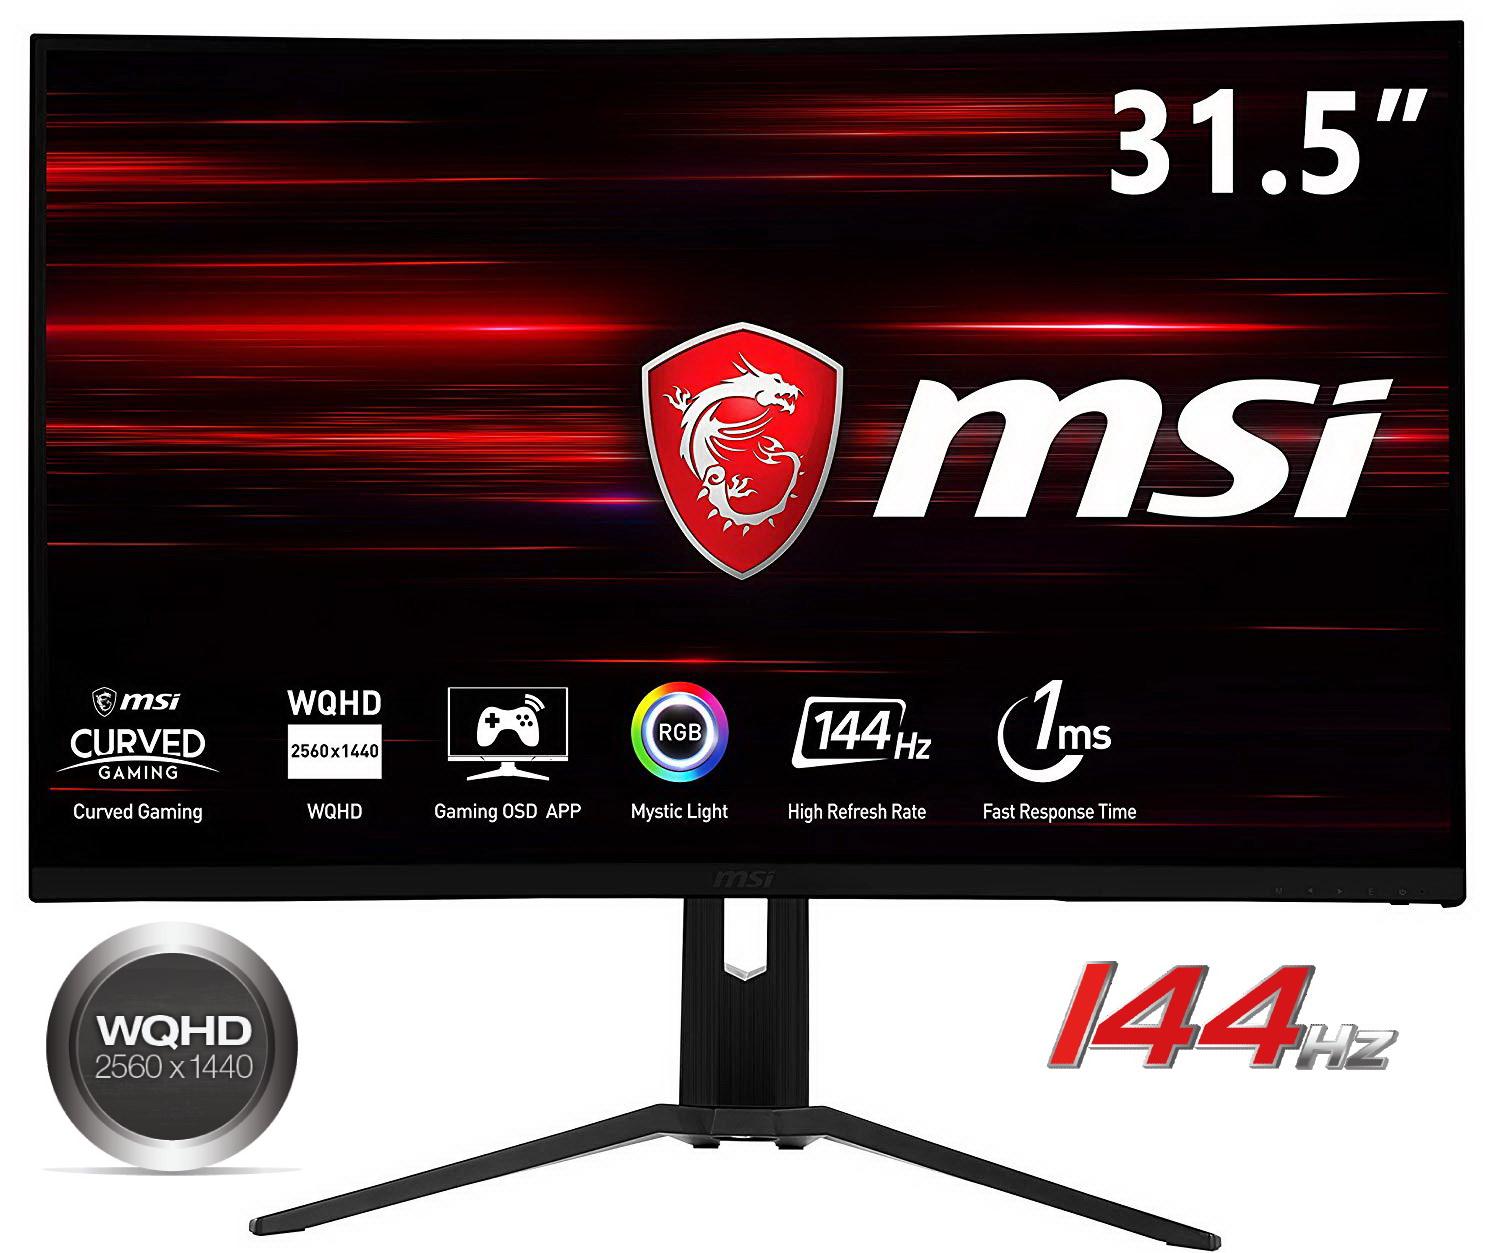 31.5”
msi
msi
CURVED
GAMING
Curved Gaming
WQHD
2560x1440
WQHD
Gaming OSD APP
RGB
Mystic Light
144Hz
High Refresh Rate
1ms
Fast Response Time
msi
M
E
WQHD
2560 x 1440
144Hz